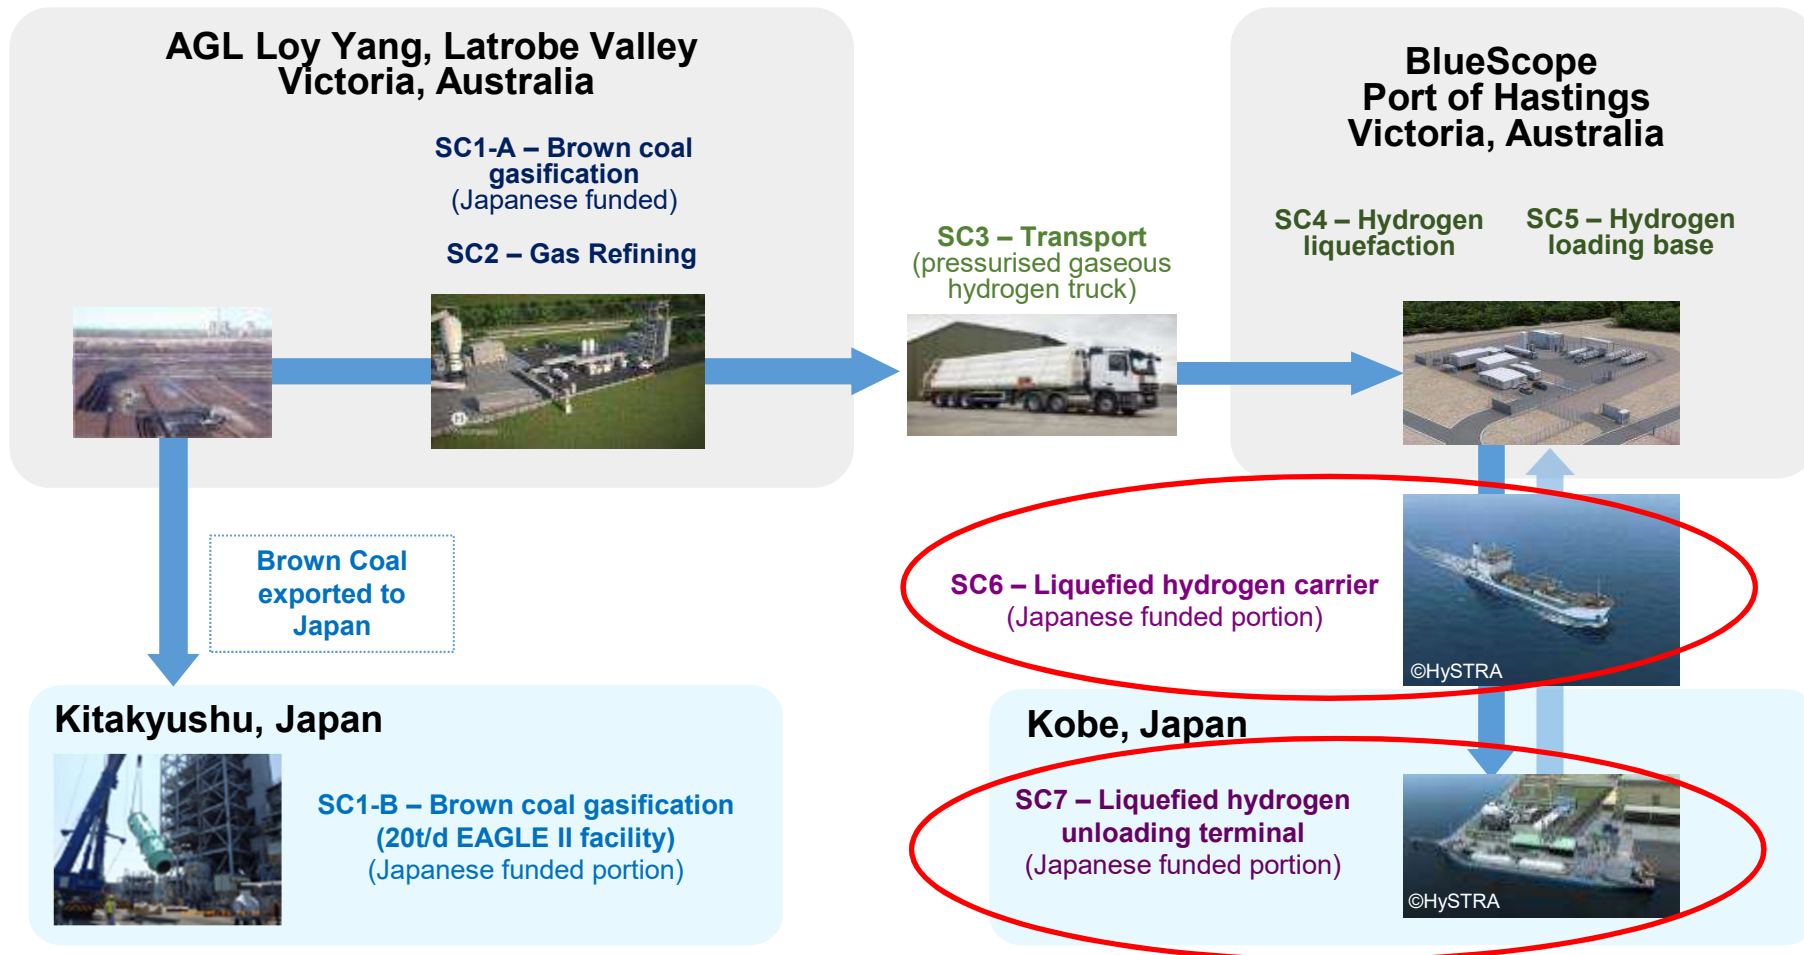 AGL Loy Yang, Latrobe Valley
Victoria, Australia
SC1-A – Brown coal
gasification
(Japanese funded)
SC2 – Gas Refining
SC3 – Transport
(pressurised gaseous
hydrogen truck)
BlueScope
Port of Hastings
Victoria, Australia
SC4 – Hydrogen
liquefaction
SC5 – Hydrogen
loading base
Brown Coal
exported to
Japan
SC6 – Liquefied hydrogen carrier
(Japanese funded portion)
©HySTRA
Kitakyushu, Japan
SC1-B – Brown coal gasification
(20t/d EAGLE II facility)
(Japanese funded portion)
Kobe, Japan
SC7 – Liquefied hydrogen
unloading terminal
(Japanese funded portion)
©HySTRA